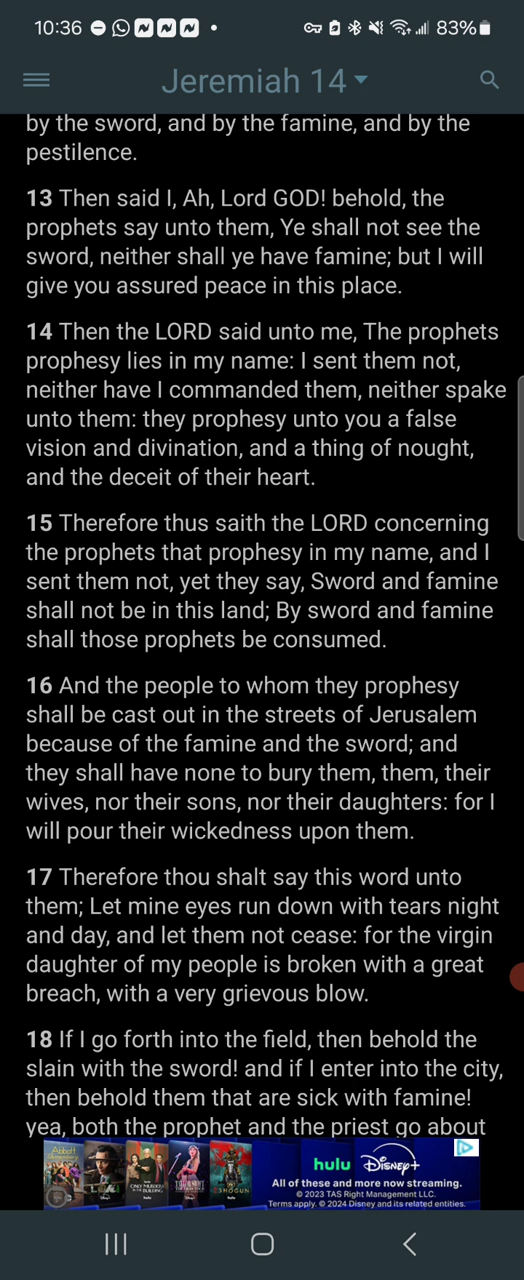 10:36
83%
Jeremiah 14
by the sword, and by the famine, and by the
pestilence.
13 Then said I, Ah, Lord GOD! behold, the
prophets say unto them, Ye shall not see the
sword, neither shall ye have famine; but I will
give you assured peace in this place.
14 Then the LORD said unto me, The prophets
prophesy lies in my name: I sent them not,
neither have I commanded them, neither spake
unto them: they prophesy unto you a false
vision and divination, and a thing of nought,
and the deceit of their heart.
15 Therefore thus saith the LORD concerning
the prophets that prophesy in my name, and I
sent them not, yet they say, Sword and famine
shall not be in this land; By sword and famine
shall those prophets be consumed.
16 And the people to whom they prophesy
shall be cast out in the streets of Jerusalem
because of the famine and the sword; and
they shall have none to bury them, them, their
wives, nor their sons, nor their daughters: for I
will pour their wickedness upon them.
17 Therefore thou shalt say this word unto
them; Let mine eyes run down with tears night
and day, and let them not cease: for the virgin
daughter of my people is broken with a great
breach, with a very grievous blow.
18 If I go forth into the field, then behold the
slain with the sword! and if I enter into the city,
then behold them that are sick with famine!
yea, both the prophet and the priest go about
Abbott
Elementary
ONLY MURDERS
IN THE BUILDING
SHOGUN
hulu Disney+
All of these and more now streaming.
© 2023 TAS Right Management LLC.
Terms apply. © 2024 Disney and its related entities.